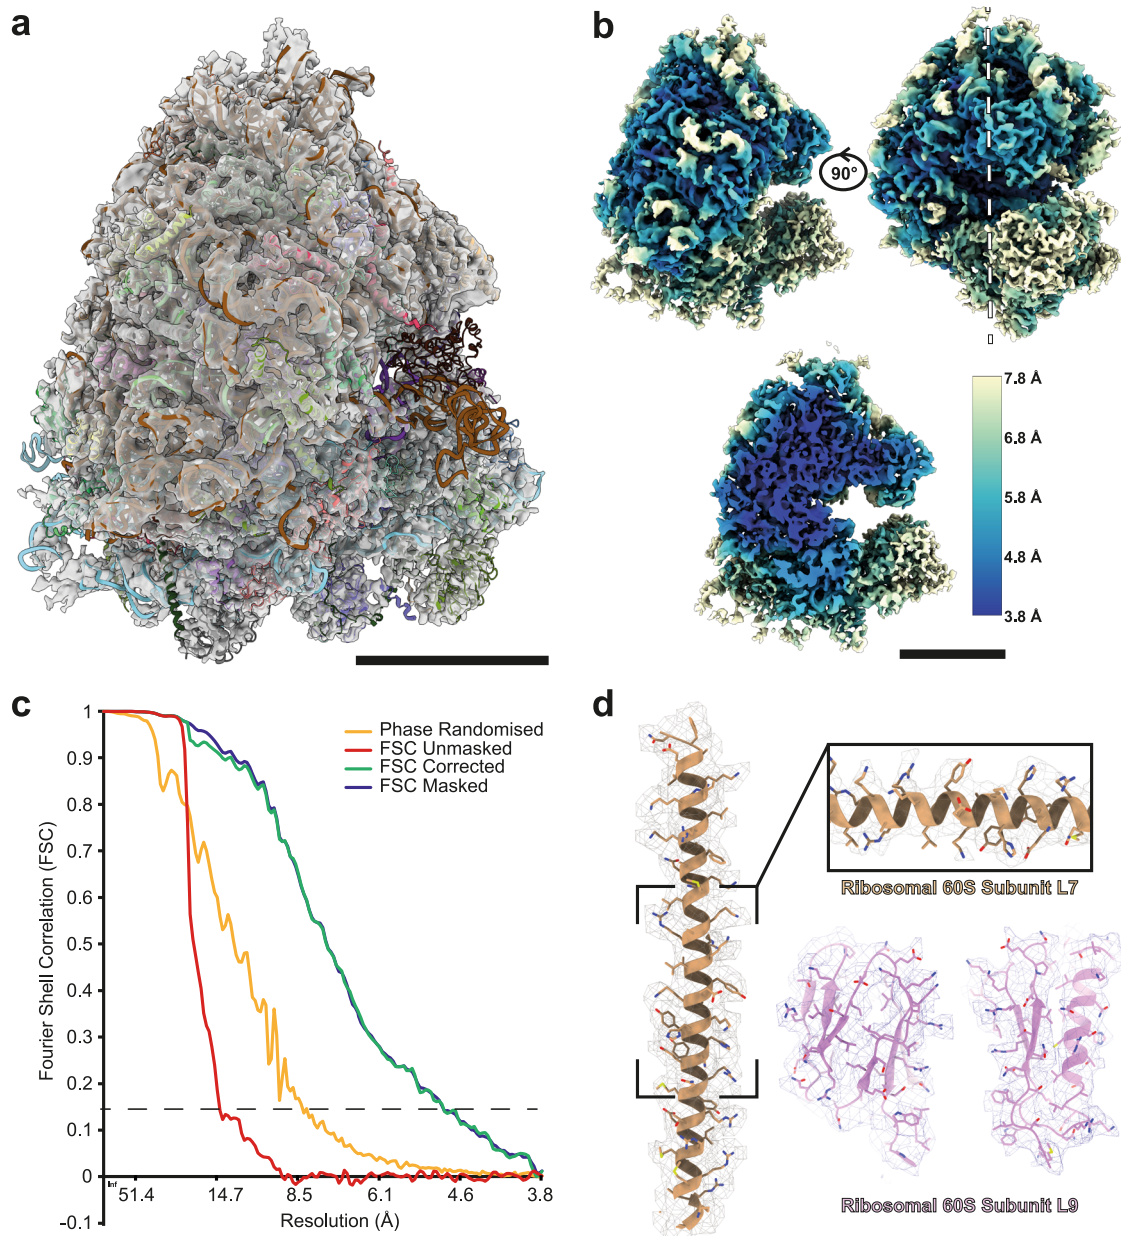 a
b
90°
7.8 Å
6.8 Å
5.8 Å
4.8 Å
3.8 Å
c
1
0.9
0.8
0.7
0.6
0.5
0.4
0.3
0.2
0.1
0
-0.1
Fourier Shell Correlation (FSC)
Phase Randomised
FSC Unmasked
FSC Corrected
FSC Masked
Inf
51.4
14.7
8.5
6.1
4.6
3.8
Resolution (Å)
d
Ribosomal 60S Subunit L7
Ribosomal 60S Subunit L9